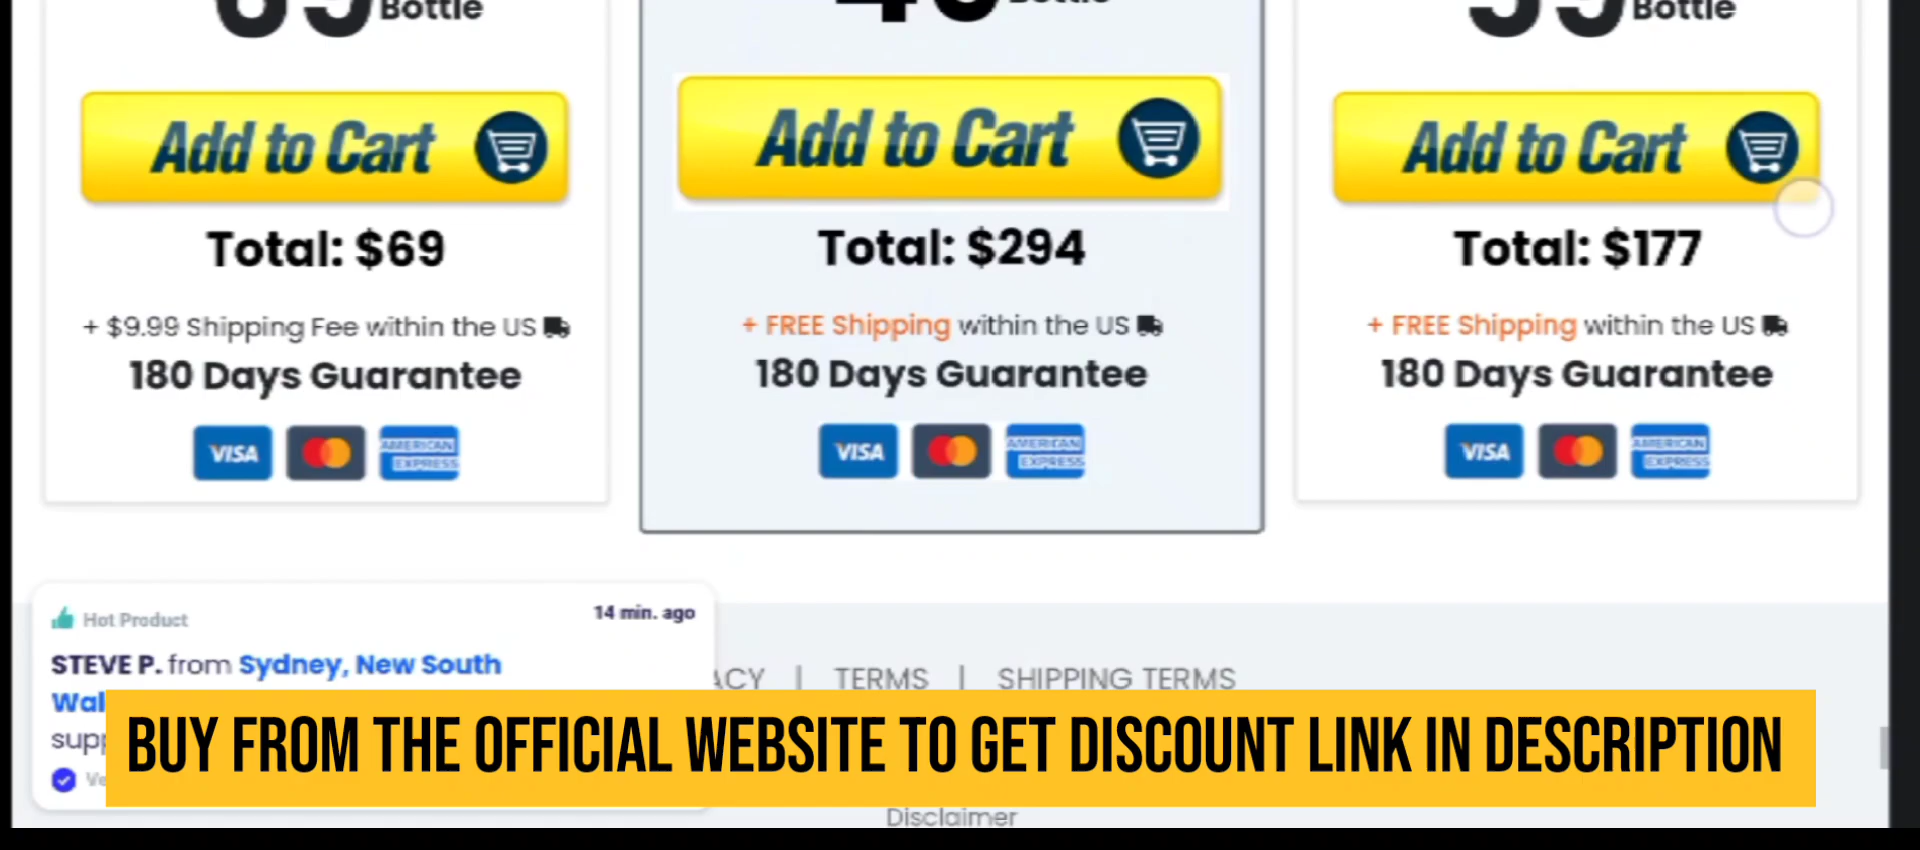 Bottle
Bottle
Add to Cart
Add to Cart
Add to Cart
Total: $69
Total: $294
Total: $177
+ $9.99 Shipping Fee within the US
+ FREE Shipping within the US
+ FREE Shipping within the US
180 Days Guarantee
180 Days Guarantee
180 Days Guarantee
VISA
AMERICAN EXPRESS
VISA
AMERICAN EXPRESS
VISA
AMERICAN EXPRESS
Hot Product
14 min. ago
STEVE P. from Sydney, New South
TERMS | SHIPPING TERMS
BUY FROM THE OFFICIAL WEBSITE TO GET DISCOUNT LINK IN DESCRIPTION
Disclaimer